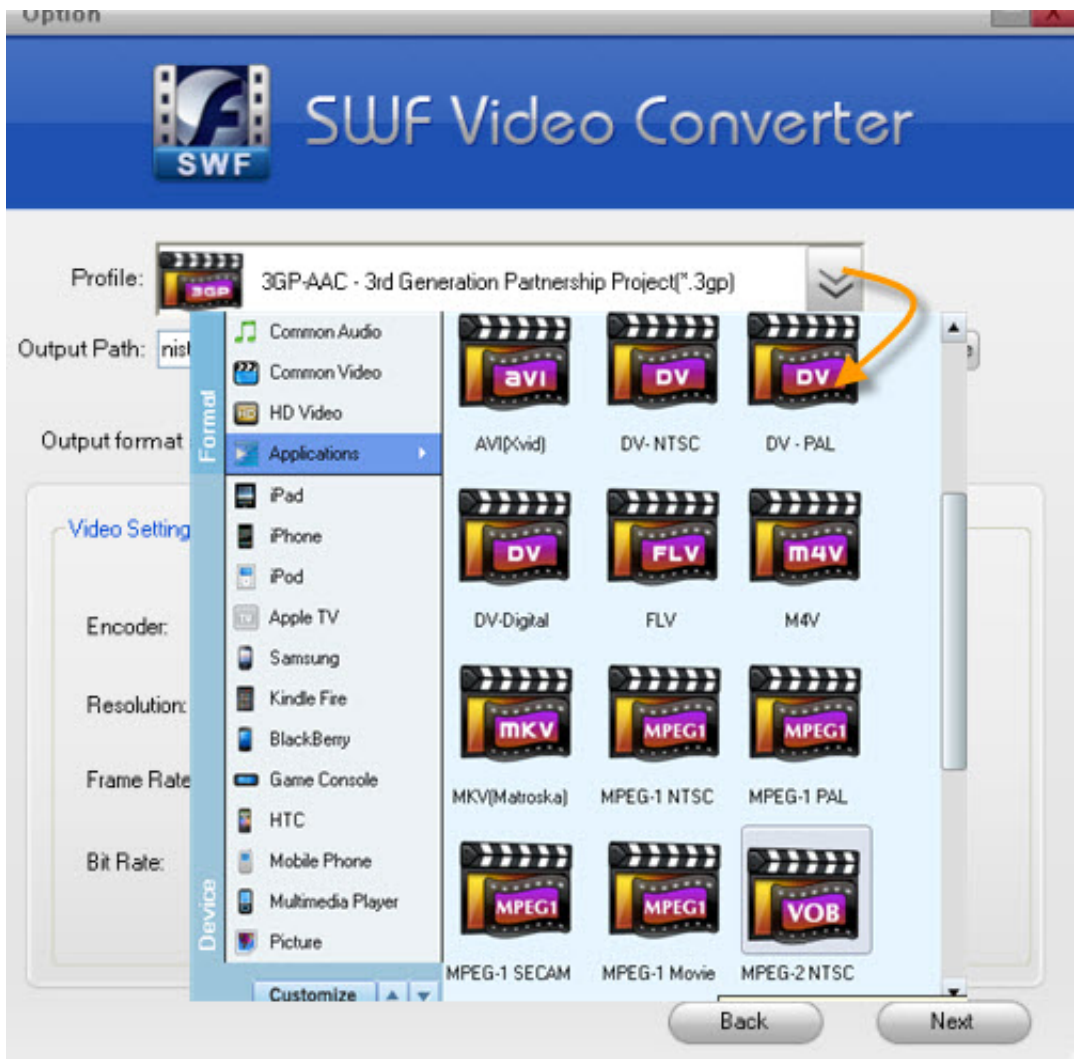 Option
SWF
SWF Video Converter
Profile:
3GP
3GP-AAC - 3rd Generation Partnership Project(*.3gp)
Output Path:
Output format
Video Setting
Encoder:
Resolution:
Frame Rate
Bit Rate:
Format
Common Audio
Common Video
HD
HD Video
Applications
Device
iPad
iPhone
iPod
Apple TV
Samsung
Kindle Fire
BlackBerry
Game Console
HTC
Mobile Phone
Multimedia Player
Picture
Customize
avi
DV
DV
AVI(Xvid)
DV- NTSC
DV - PAL
DV
FLV
M4V
DV-Digital
FLV
M4V
MKV
MPEG1
MPEG1
MKV(Matroska)
MPEG-1 NTSC
MPEG-1 PAL
MPEG1
MPEG1
VOB
MPEG-1 SECAM
MPEG-1 Movie
MPEG-2 NTSC
Back
Next